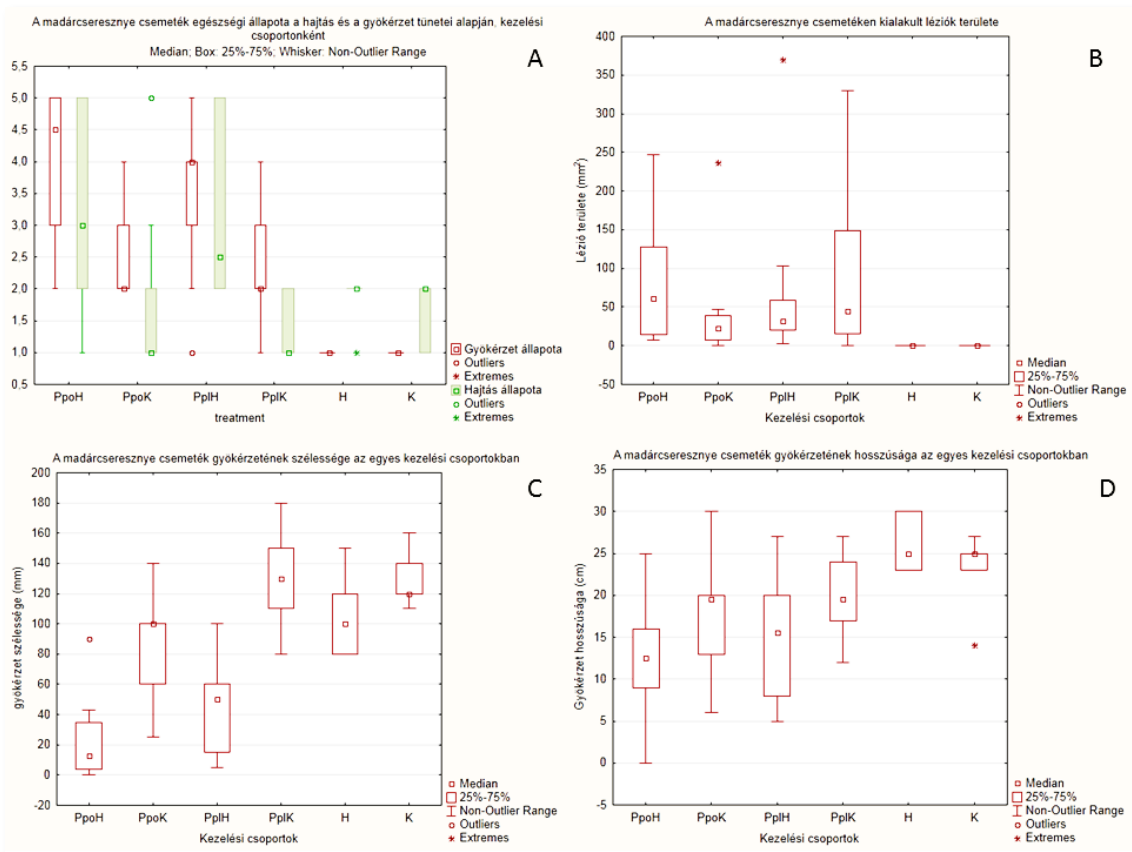 A madárcseresznye csemeték egészségi állapota a hajtás és a gyökérzet tünetei alapján, kezelési
csoportonként
Median; Box: 25%-75%; Whisker: Non-Outlier Range
A
5.5
5.0
4.5
4.0
3.5
3.0
2.5
2.0
1.5
1.0
0.5
PpoH PpoK PplH PplK H K
treatment
Gyökérzet állapota
Outliers
Extremes
Hajtás állapota
Outliers
Extremes
A madárcseresznye csemetéken kialakult léziók területe
B
Lézió területe (mm2)
400
350
300
250
200
150
100
50
0
-50
PpoH PpoK PplH PplK H K
Kezelési csoportok
Median
25%-75%
Non-Outlier Range
Outliers
Extremes
A madárcseresznye csemeték gyökérzetének szélessége az egyes kezelési csoportokban
C
gyökérzet szélessége (mm)
200
180
160
140
120
100
80
60
40
20
0
-20
PpoH PpoK PplH PplK H K
Kezelési csoportok
Median
25%-75%
Non-Outlier Range
Outliers
Extremes
A madárcseresznye csemeték gyökérzetének hosszúsága az egyes kezelési csoportokban
D
Gyökérzet hosszúsága (cm)
35
30
25
20
15
10
5
0
-5
PpoH PpoK PplH PplK H K
Kezelési csoportok
Median
25%-75%
Non-Outlier Range
Outliers
Extremes